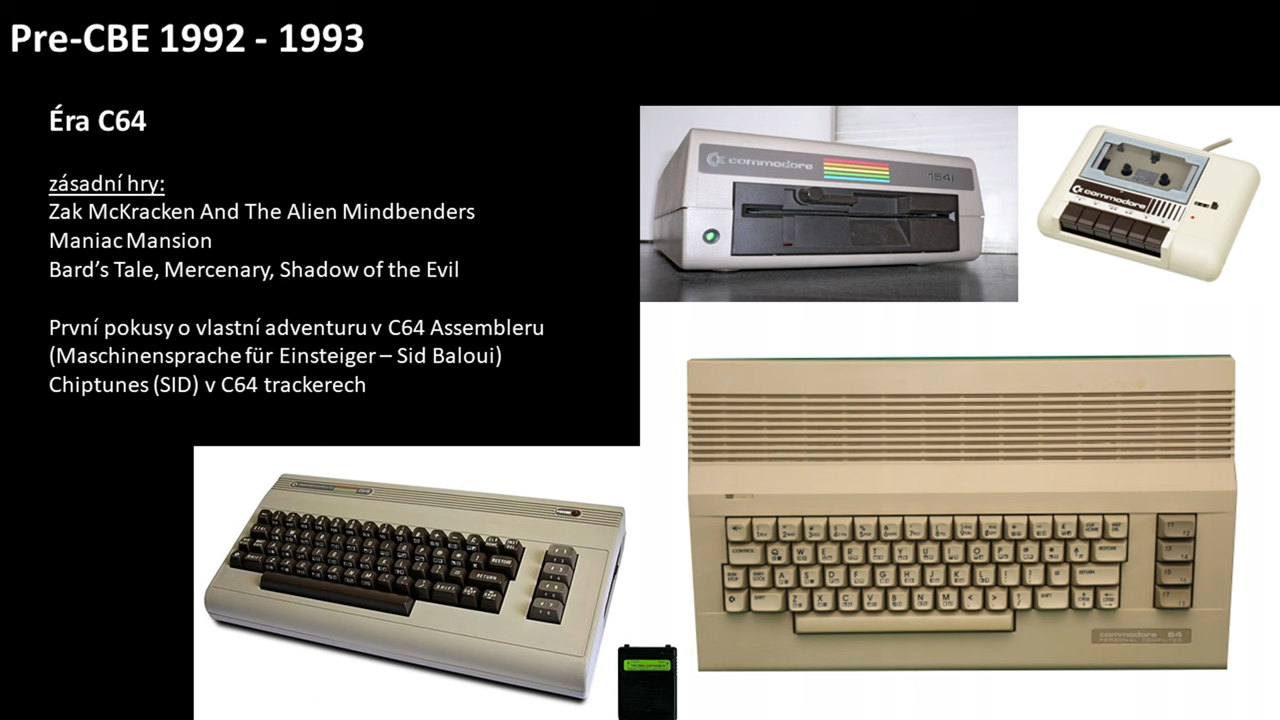 Pre-CBE 1992 - 1993
Éra C64
zásadní hry:
Zak McKracken And The Alien Mindbenders
Maniac Mansion
Bard’s Tale, Mercenary, Shadow of the Evil
První pokusy o vlastní adventuru v C64 Assembleru
(Maschinensprache für Einsteiger – Sid Baloui)
Chiptunes (SID) v C64 trackerech
commodore
1541
commodore
commodore 64
PERSONAL COMPUTER